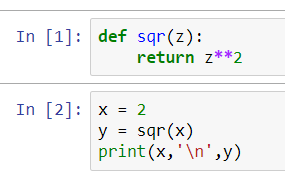 In [1]: def sqr(z):
    return z**2
In [2]: x = 2
y = sqr(x)
print(x,'\n',y)